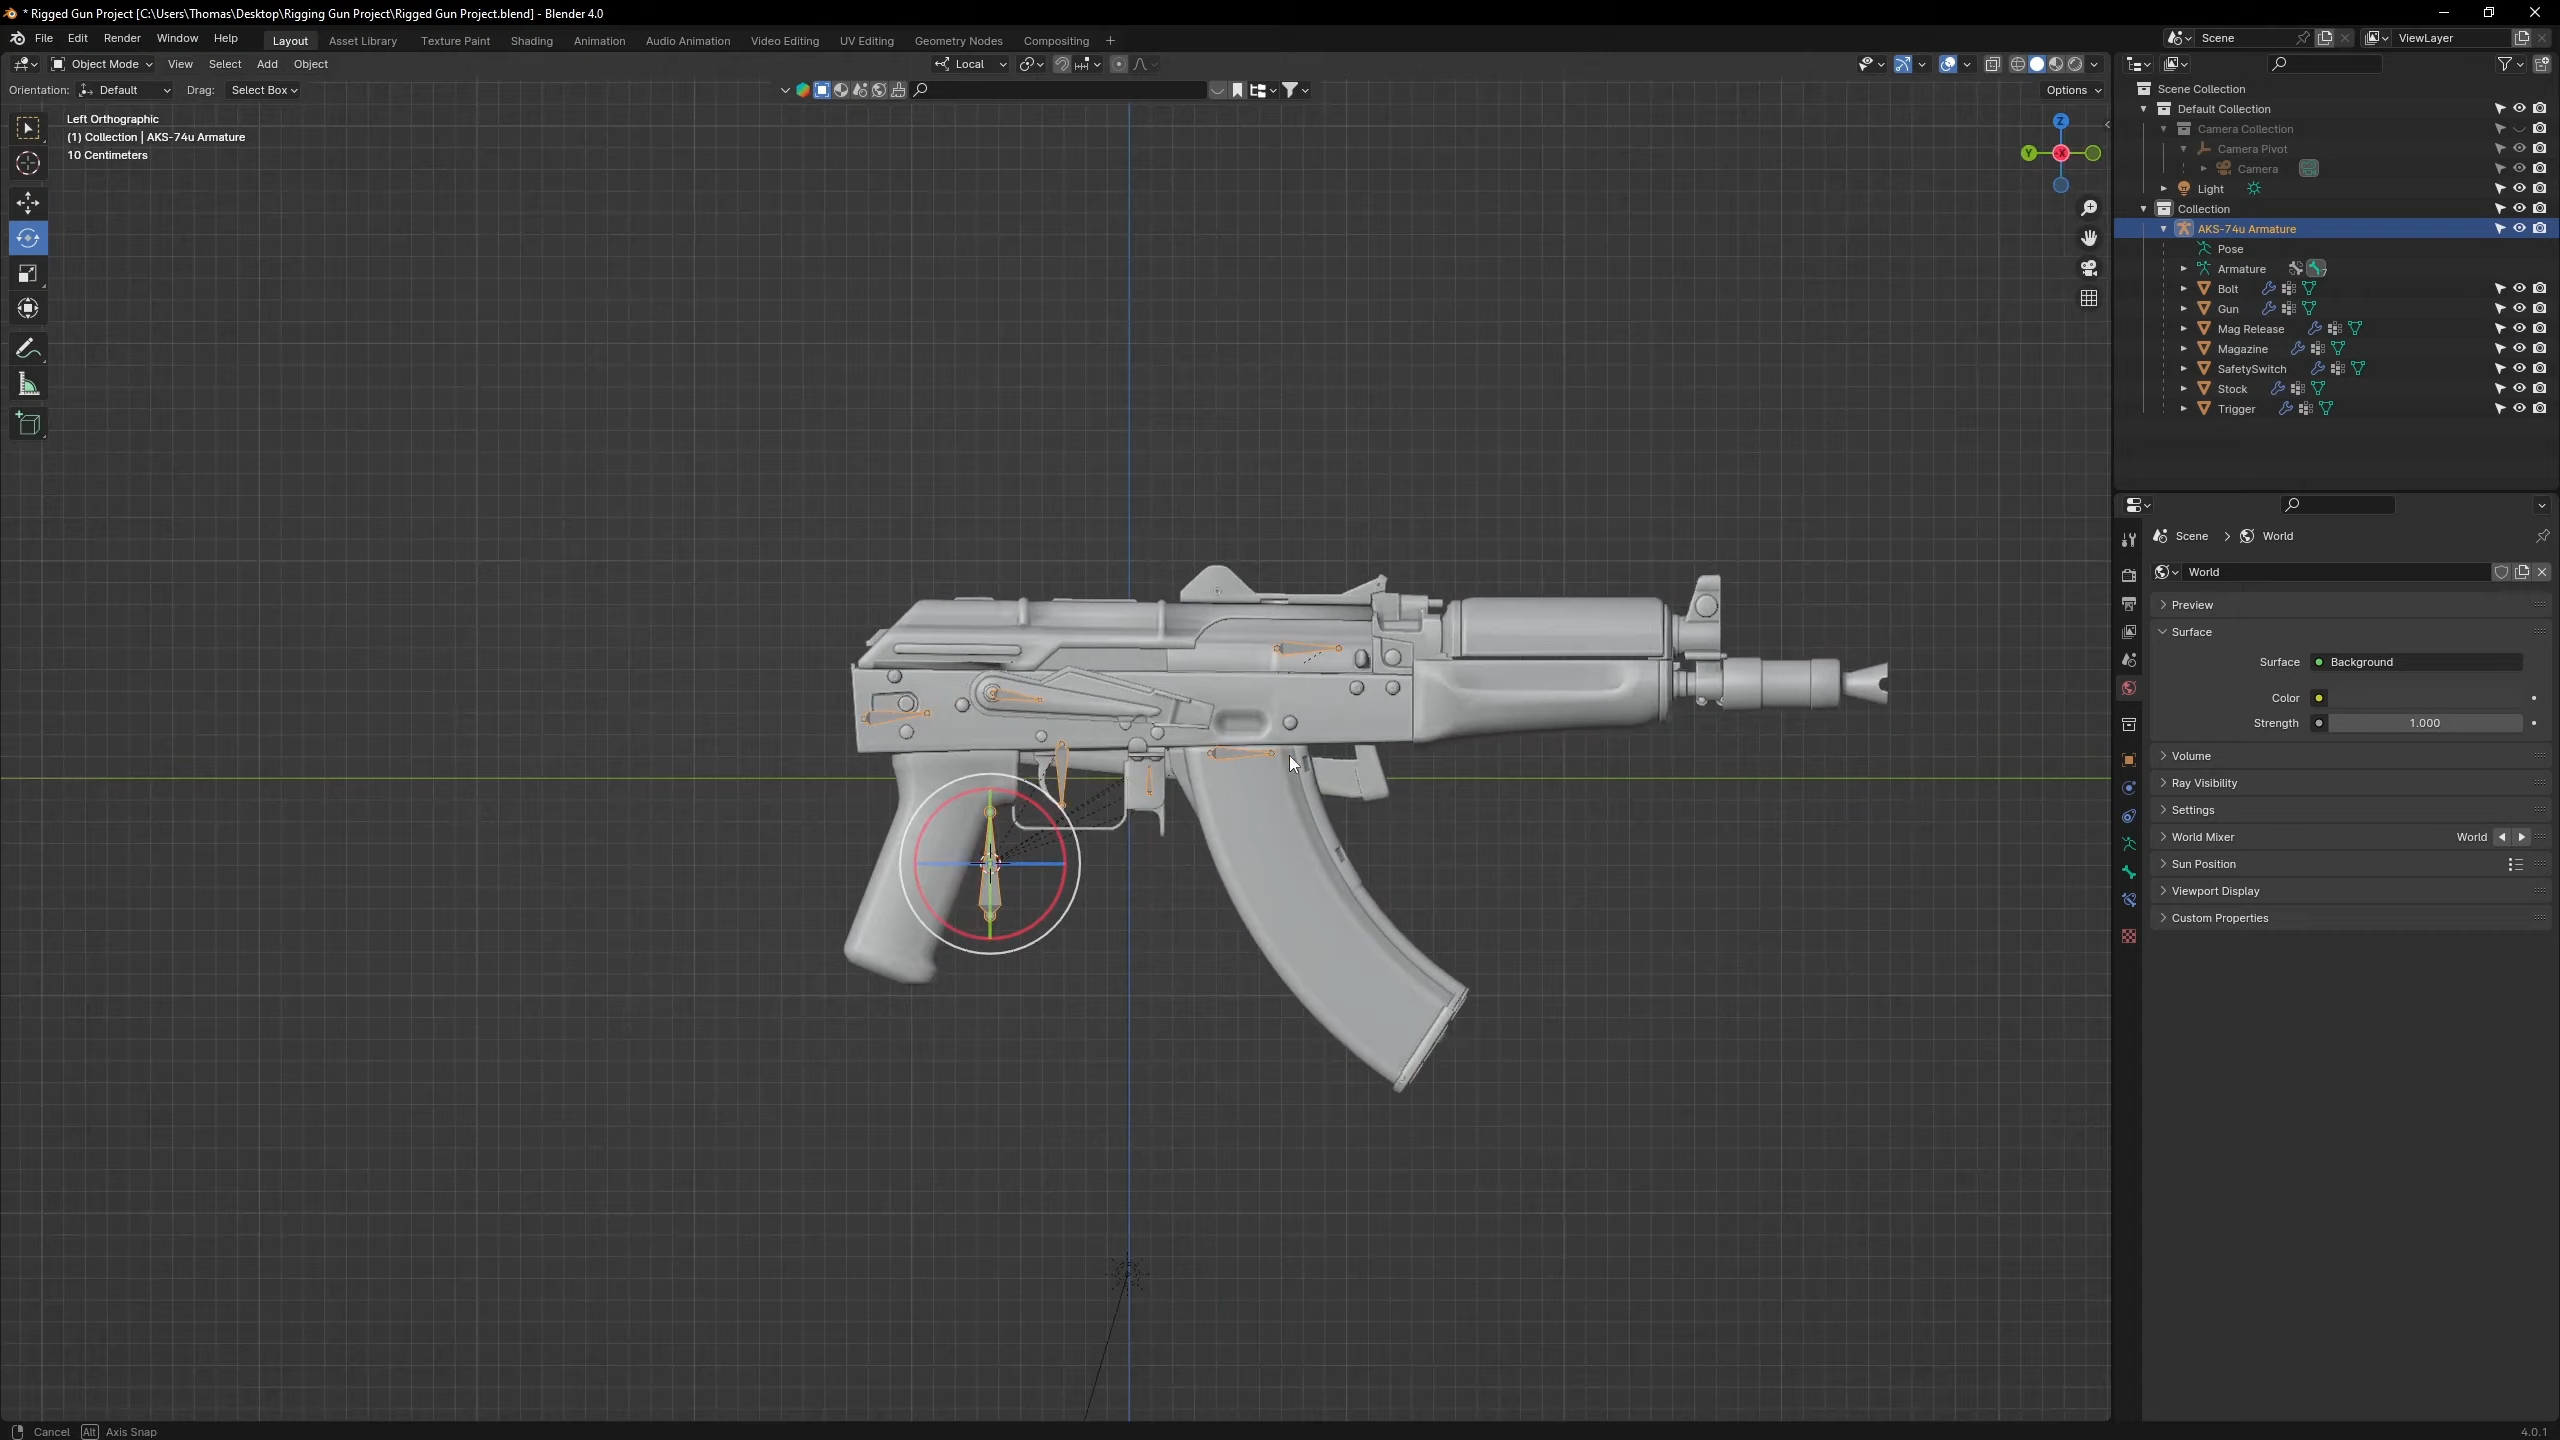 * Rigged Gun Project [C:\Users\Thomas\Desktop\Rigging Gun Project\Rigged Gun Project.blend] - Blender 4.0
File Edit Render Window Help
Layout Asset Library Texture Paint Shading Animation Audio Animation Video Editing UV Editing Geometry Nodes Compositing +
Scene
ViewLayer
Object Mode View Select Add Object
Local
Orientation: Default Drag: Select Box
Options
Left Orthographic
(1) Collection | AKS-74u Armature
10 Centimeters
Z
Y
X
Scene Collection
Default Collection
Camera Collection
Camera Pivot
Camera
Light
Collection
AKS-74u Armature
Pose
Armature
7
Bolt
Gun
Mag Release
Magazine
SafetySwitch
Stock
Trigger
Scene > World
World
Preview
Surface
Surface Background
Color
Strength 1.000
Volume
Ray Visibility
Settings
World Mixer World
Sun Position
Viewport Display
Custom Properties
Cancel Alt Axis Snap
4.0.1